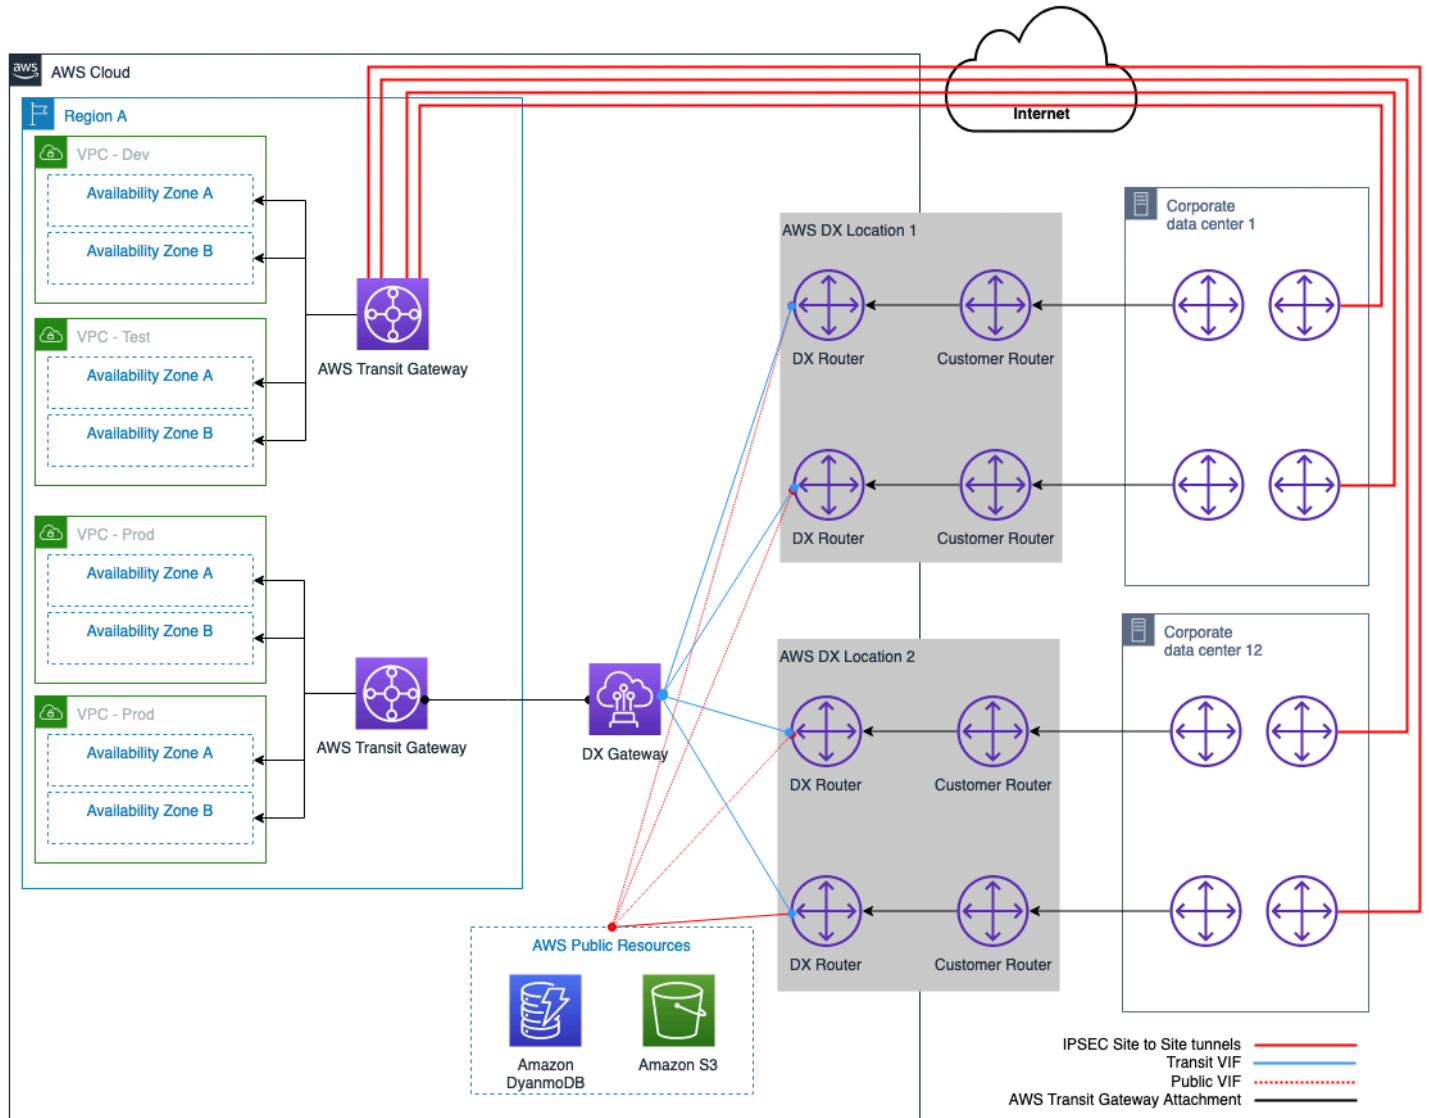 aws
AWS Cloud
Internet
Region A
VPC - Dev
Availability Zone A
Availability Zone B
VPC - Test
Availability Zone A
Availability Zone B
AWS Transit Gateway
VPC - Prod
Availability Zone A
Availability Zone B
VPC - Prod
Availability Zone A
Availability Zone B
AWS Transit Gateway
DX Gateway
AWS DX Location 1
DX Router
Customer Router
DX Router
Customer Router
Corporate
data center 1
AWS DX Location 2
DX Router
Customer Router
DX Router
Customer Router
Corporate
data center 12
AWS Public Resources
Amazon
DyanmoDB
Amazon S3
IPSEC Site to Site tunnels
Transit VIF
Public VIF
AWS Transit Gateway Attachment